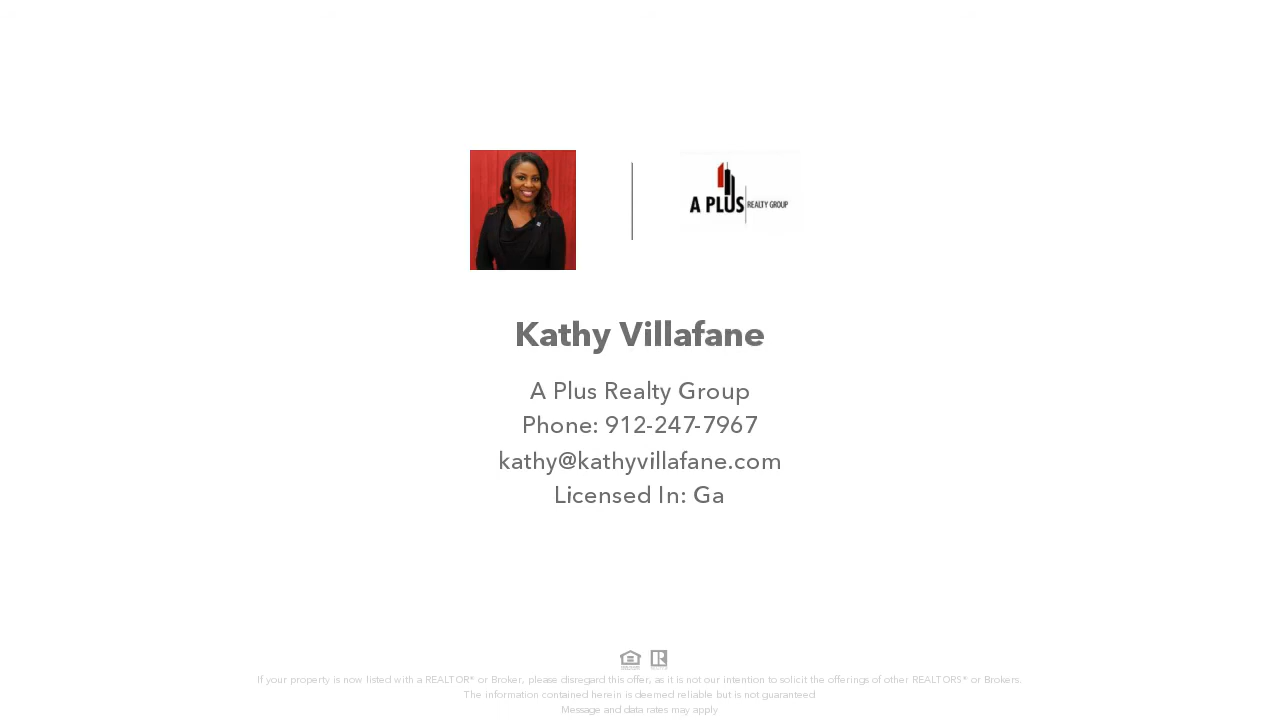 A PLUS REALTY GROUP
Kathy Villafane
A Plus Realty Group
Phone: 912-247-7967
kathy@kathyvillafane.com
Licensed In: Ga
If your property is now listed with a REALTOR® or Broker, please disregard this offer, as it is not our intention to solicit the offerings of other REALTORS® or Brokers.
The information contained herein is deemed reliable but is not guaranteed
Message and data rates may apply